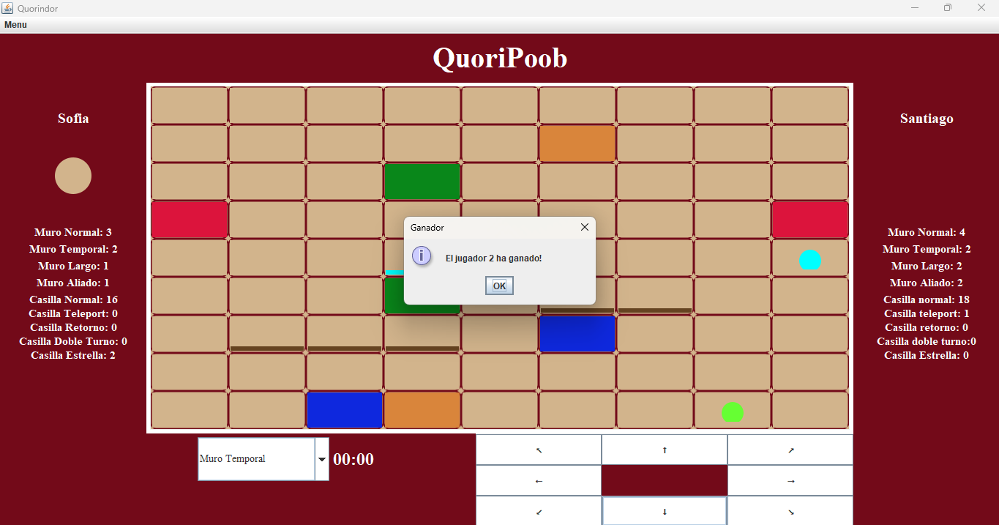 Quorindor
Menu
QuoriPoob
Sofia
Muro Normal: 3
Muro Temporal: 2
Muro Largo: 1
Muro Aliado: 1
Casilla Normal: 16
Casilla Teleport: 0
Casilla Retorno: 0
Casilla Doble Turno: 0
Casilla Estrella: 2
Ganador
El jugador 2 ha ganado!
OK
Santiago
Muro Normal: 4
Muro Temporal: 2
Muro Largo: 2
Muro Aliado: 2
Casilla normal: 18
Casilla teleport: 1
Casilla retorno: 0
Casilla doble turno:0
Casilla Estrella: 0
Muro Temporal
00:00
↖ ↑ ↗
← →
↙ ↓ ↘